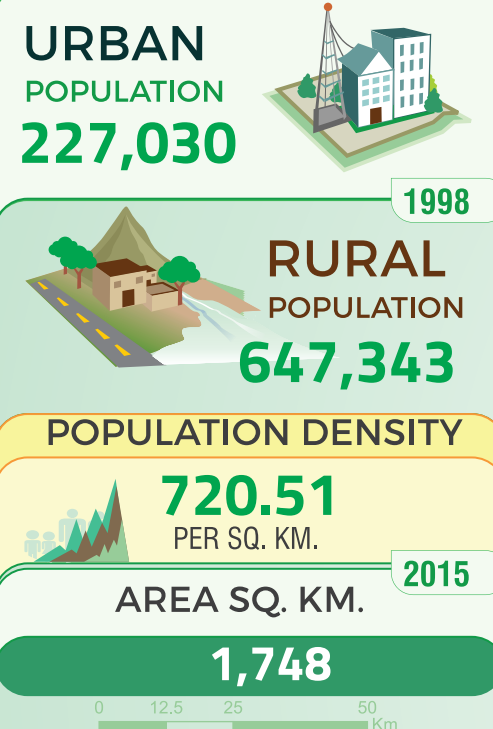 URBAN
POPULATION
227,030
1998
RURAL
POPULATION
647,343
POPULATION DENSITY
720.51
PER SQ. KM.
2015
AREA SQ. KM.
1,748
0 12.5 25 50
Km